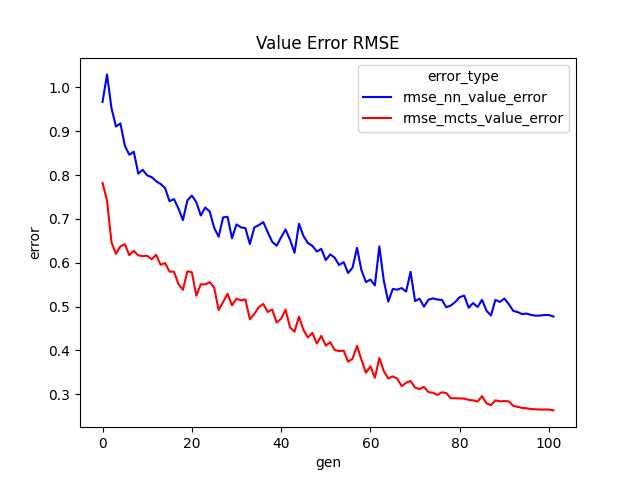 Value Error RMSE
error_type
rmse_nn_value_error
rmse_mcts_value_error
error
1.0
0.9
0.8
0.7
0.6
0.5
0.4
0.3
0 20 40 60 80 100
gen